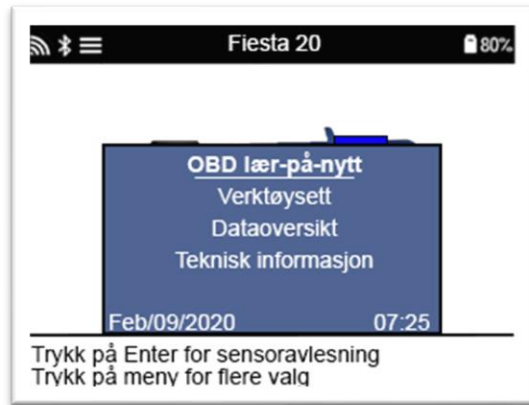 Fiesta 20 80%
OBD lær-på-nytt
Verktøysett
Dataoversikt
Teknisk informasjon
Feb/09/2020 07:25
Trykk på Enter for sensoravlesning
Trykk på meny for flere valg